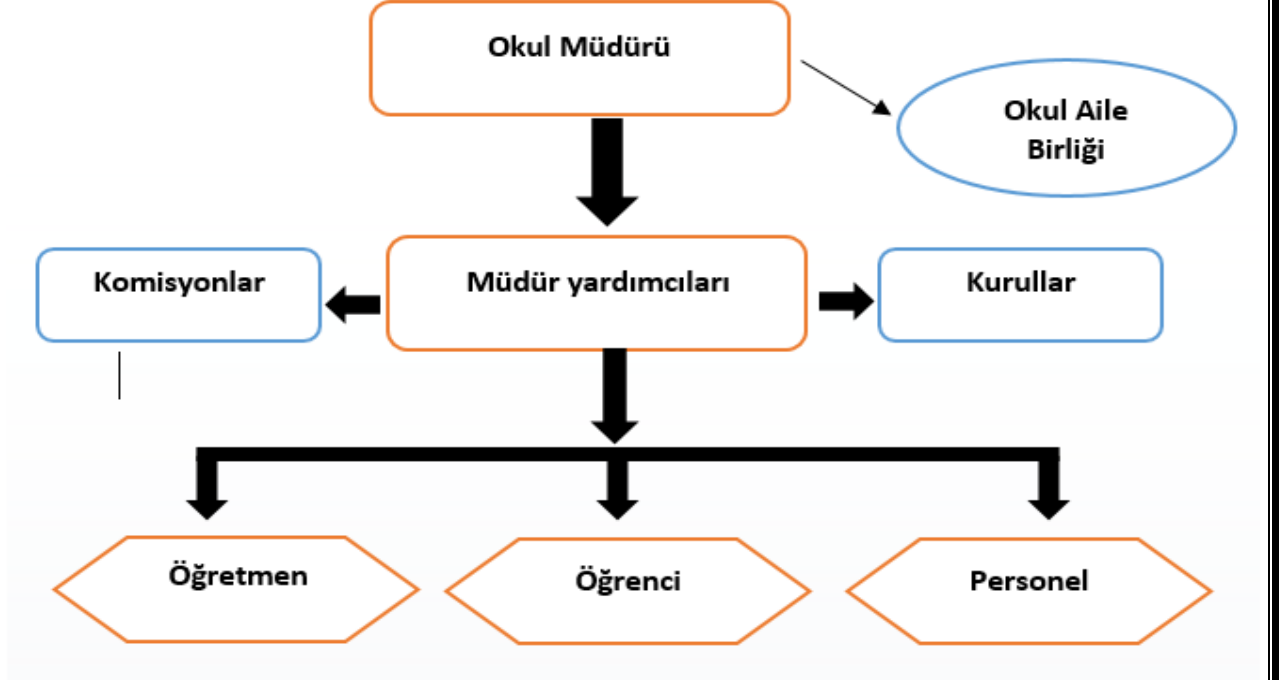 Okul Müdürü
Okul Aile
Birliği
Komisyonlar
Müdür yardımcıları
Kurullar
Öğretmen
Öğrenci
Personel